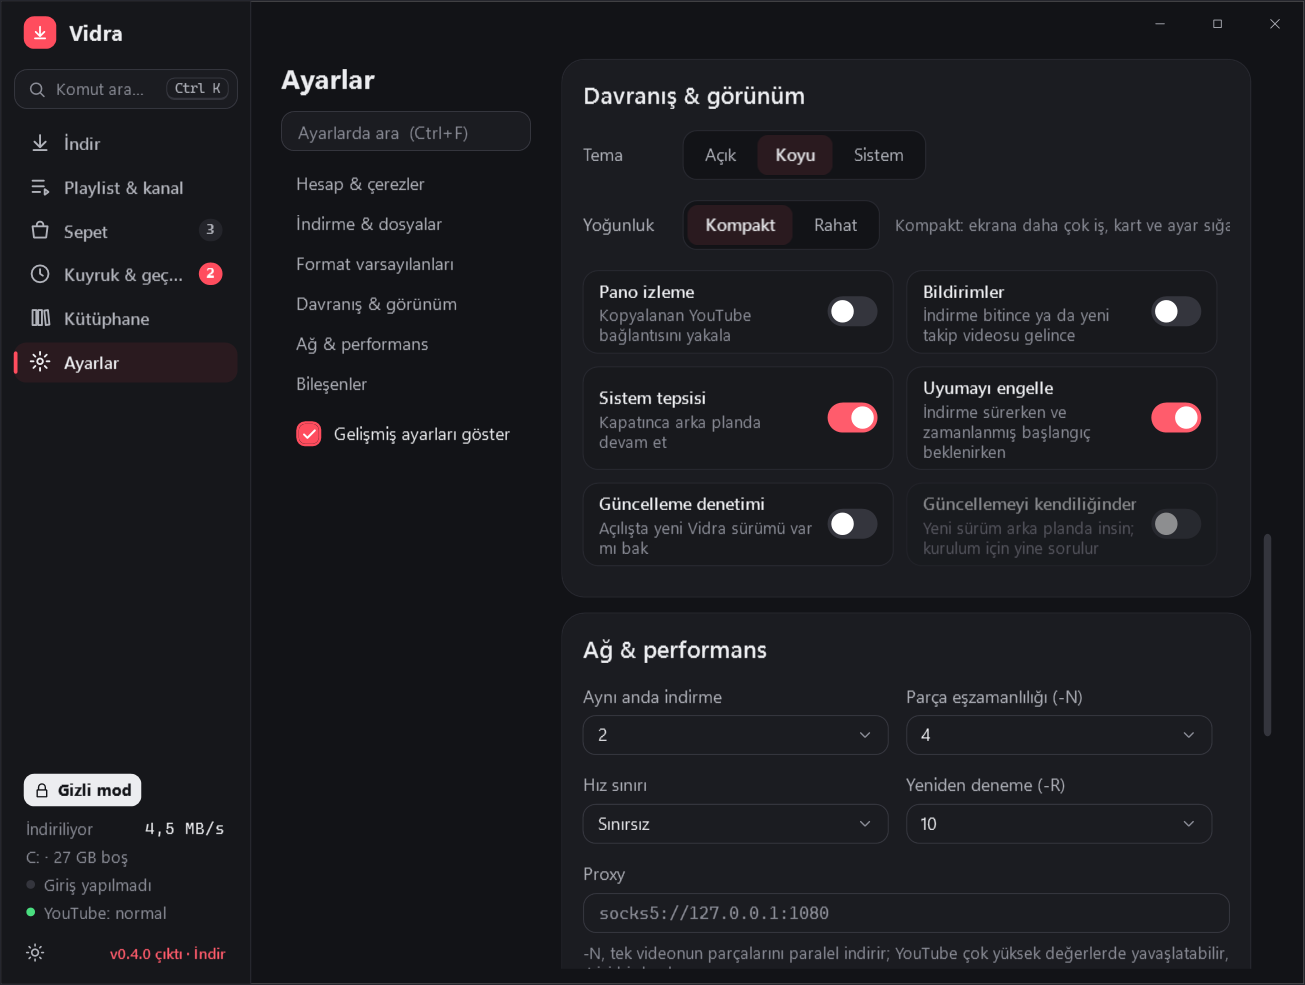 Vidra
Komut ara...
Ctrl K
İndir
Playlist & kanal
Sepet
3
Kuyruk & geç...
2
Kütüphane
Ayarlar
Gizli mod
İndiriliyor
4,5 MB/s
C: · 27 GB boş
Giriş yapılmadı
YouTube: normal
v0.4.0 çıktı · İndir
Ayarlar
Ayarlarda ara (Ctrl+F)
Hesap & çerezler
İndirme & dosyalar
Format varsayılanları
Davranış & görünüm
Ağ & performans
Bileşenler
Gelişmiş ayarları göster
Davranış & görünüm
Tema
Açık
Koyu
Sistem
Yoğunluk
Kompakt
Rahat
Kompakt: ekrana daha çok iş, kart ve ayar sığa
Pano izleme
Kopyalanan YouTube
bağlantısını yakala
Bildirimler
İndirme bitince ya da yeni
takip videosu gelince
Sistem tepsisi
Kapatınca arka planda
devam et
Uyumayı engelle
İndirme sürerken ve
zamanlanmış başlangıç
beklenirken
Güncelleme denetimi
Açılışta yeni Vidra sürümü var
mı bak
Güncellemeyi kendiliğinder
Yeni sürüm arka planda insin;
kurulum için yine sorulur
Ağ & performans
Aynı anda indirme
2
Parça eşzamanlılığı (-N)
4
Hız sınırı
Sınırsız
Yeniden deneme (-R)
10
Proxy
socks5://127.0.0.1:1080
-N, tek videonun parçalarını paralel indirir; YouTube çok yüksek değerlerde yavaşlatabilir,